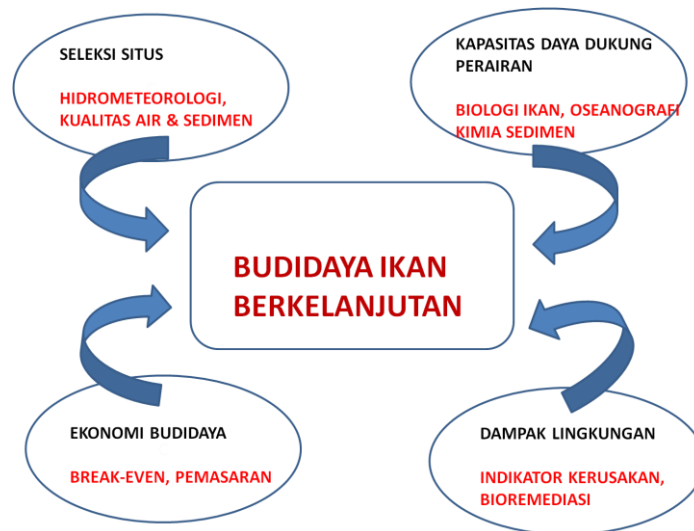 SELEKSI SITUS
HIDROMETEOROLOGI,
KUALITAS AIR & SEDIMEN
KAPASITAS DAYA DUKUNG
PERAIRAN
BIOLOGI IKAN, OSEANOGRAFI
KIMIA SEDIMEN
BUDIDAYA IKAN
BERKELANJUTAN
EKONOMI BUDIDAYA
BREAK-EVEN, PEMASARAN
DAMPAK LINGKUNGAN
INDIKATOR KERUSAKAN,
BIOREMEDIASI